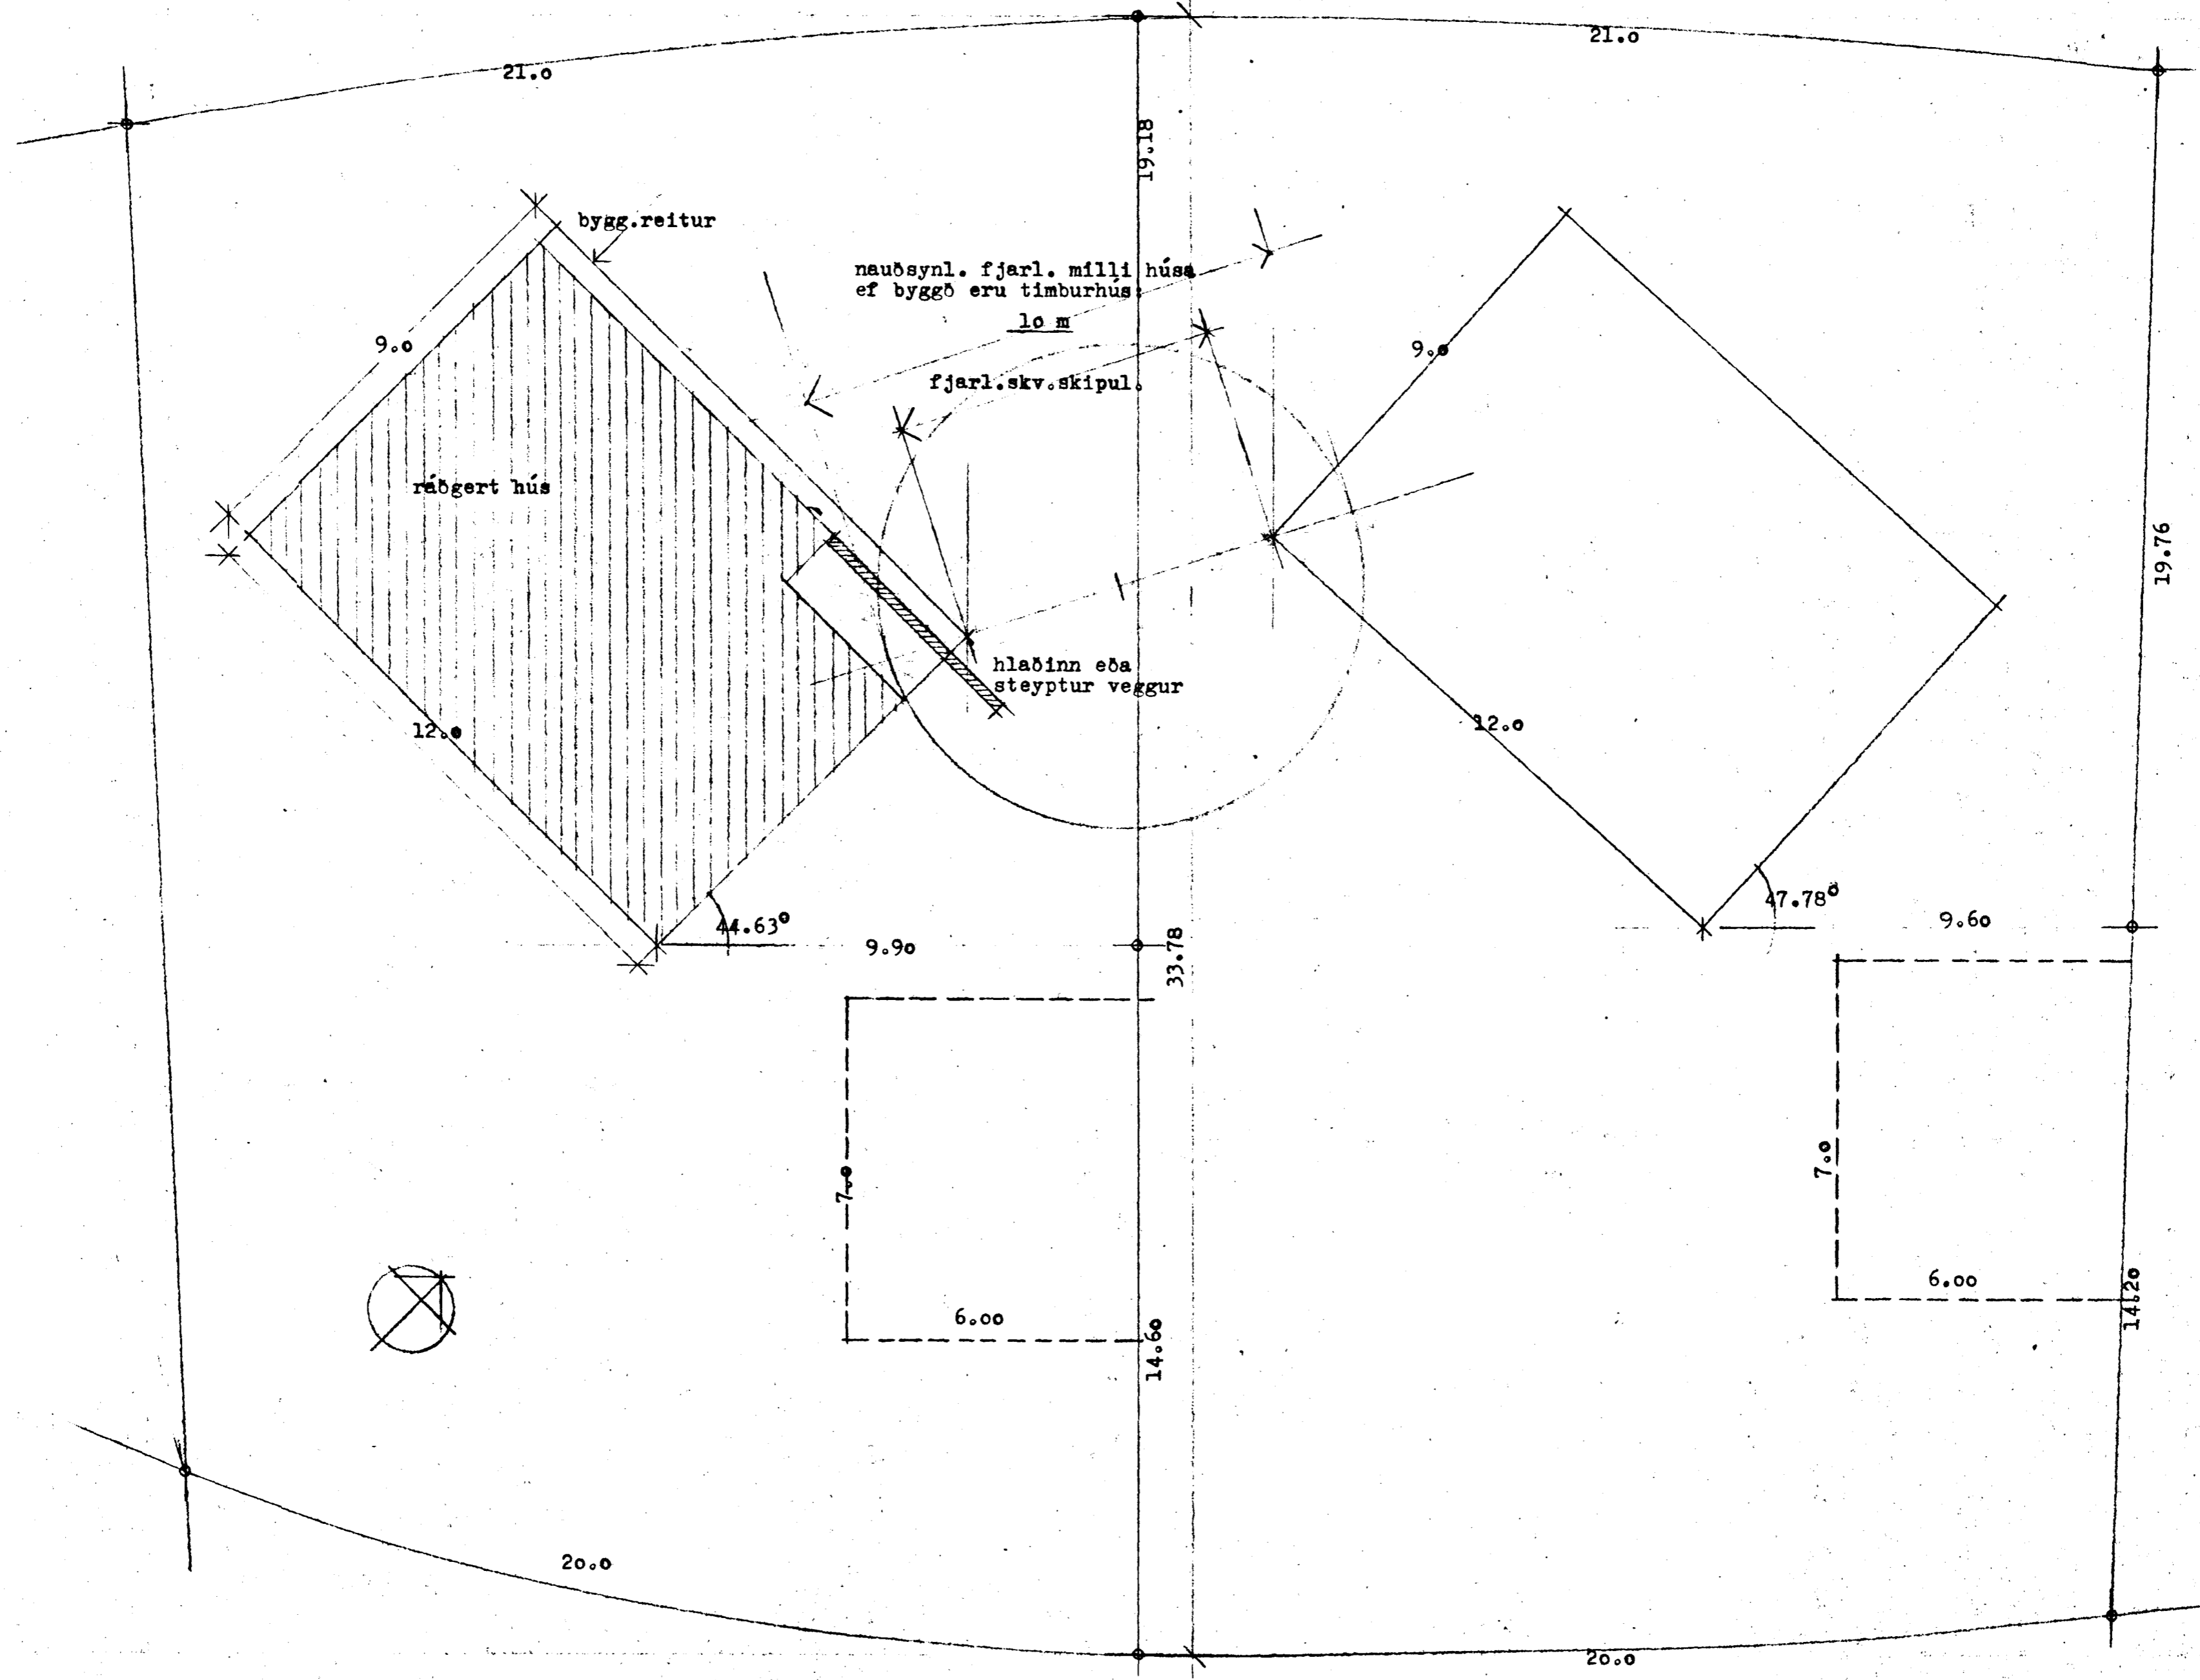 21.0
21.0
19.18
bygg.reitur
nauðsynl. fjarl. milli húsa
ef byggð eru timburhús
10 m
9.0
9.0
fjarl.skv.skipul.
ráðgert hús
19.76
hlaðinn eða
steyptur veggur
12.0
12.0
44.63°
47.78°
9.90
9.60
33.78
7.0
7.0
6.00
6.00
14.60
14.20
20.0
20.0